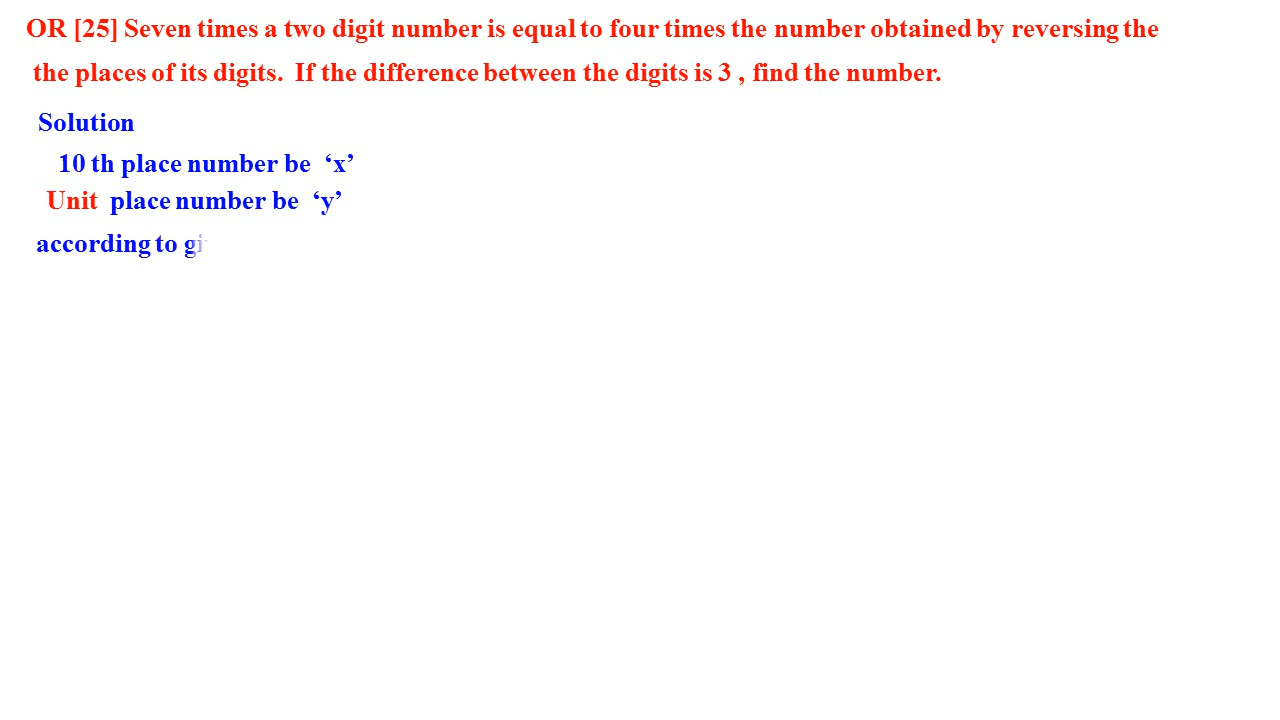 OR [25] Seven times a two digit number is equal to four times the number obtained by reversing the
the places of its digits. If the difference between the digits is 3 , find the number.
Solution
10 th place number be ‘x’
Unit place number be ‘y’
according to